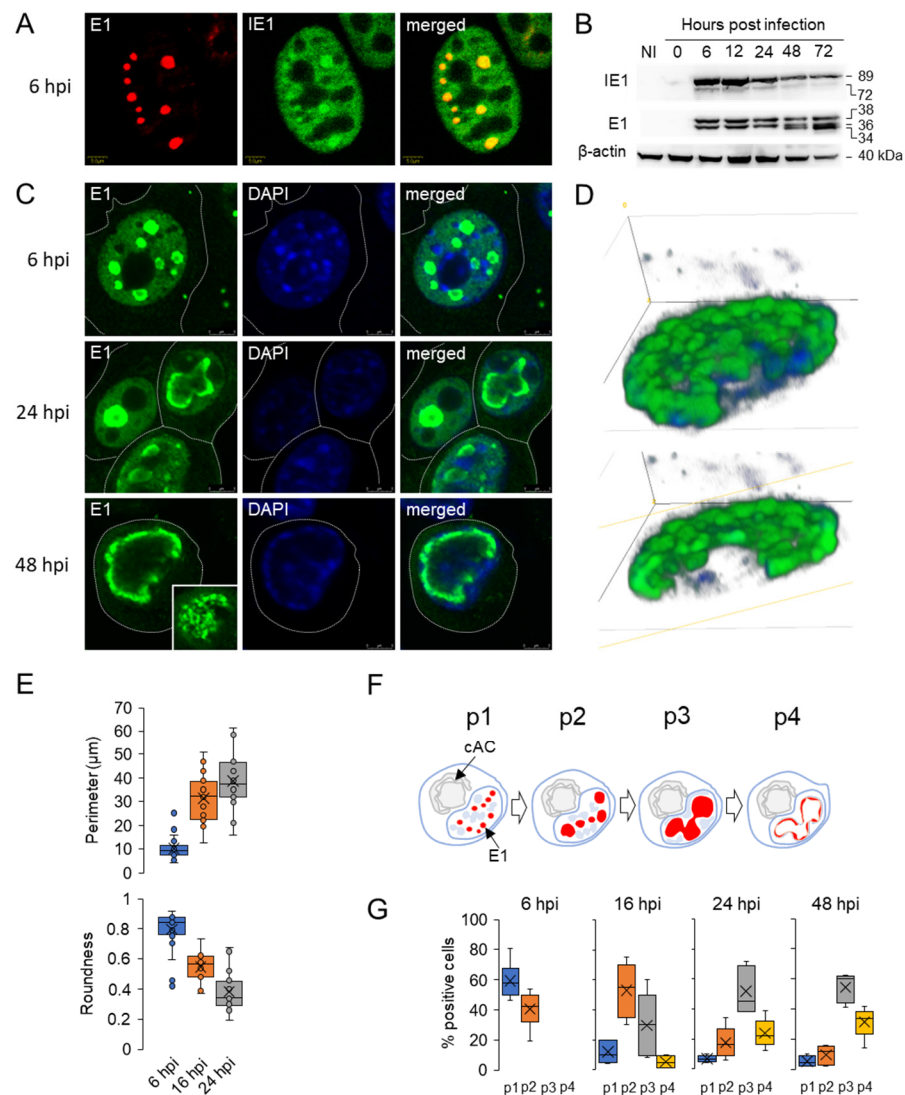 A
E1
IE1
merged
6 hpi
B
Hours post infection
NI 0 6 12 24 48 72
IE1
89
72
E1
38
36
34
β-actin
40 kDa
C
E1
DAPI
merged
6 hpi
E1
DAPI
merged
24 hpi
E1
DAPI
merged
48 hpi
D
E
Perimeter (μm)
70
60
50
40
30
20
10
0
Roundness
1
0.8
0.6
0.4
0.2
0
6 hpi
16 hpi
24 hpi
F
p1 p2 p3 p4
cAC
E1
G
6 hpi 16 hpi 24 hpi 48 hpi
% positive cells
100
80
60
40
20
0
p1 p2 p3 p4 p1 p2 p3 p4 p1 p2 p3 p4 p1 p2 p3 p4